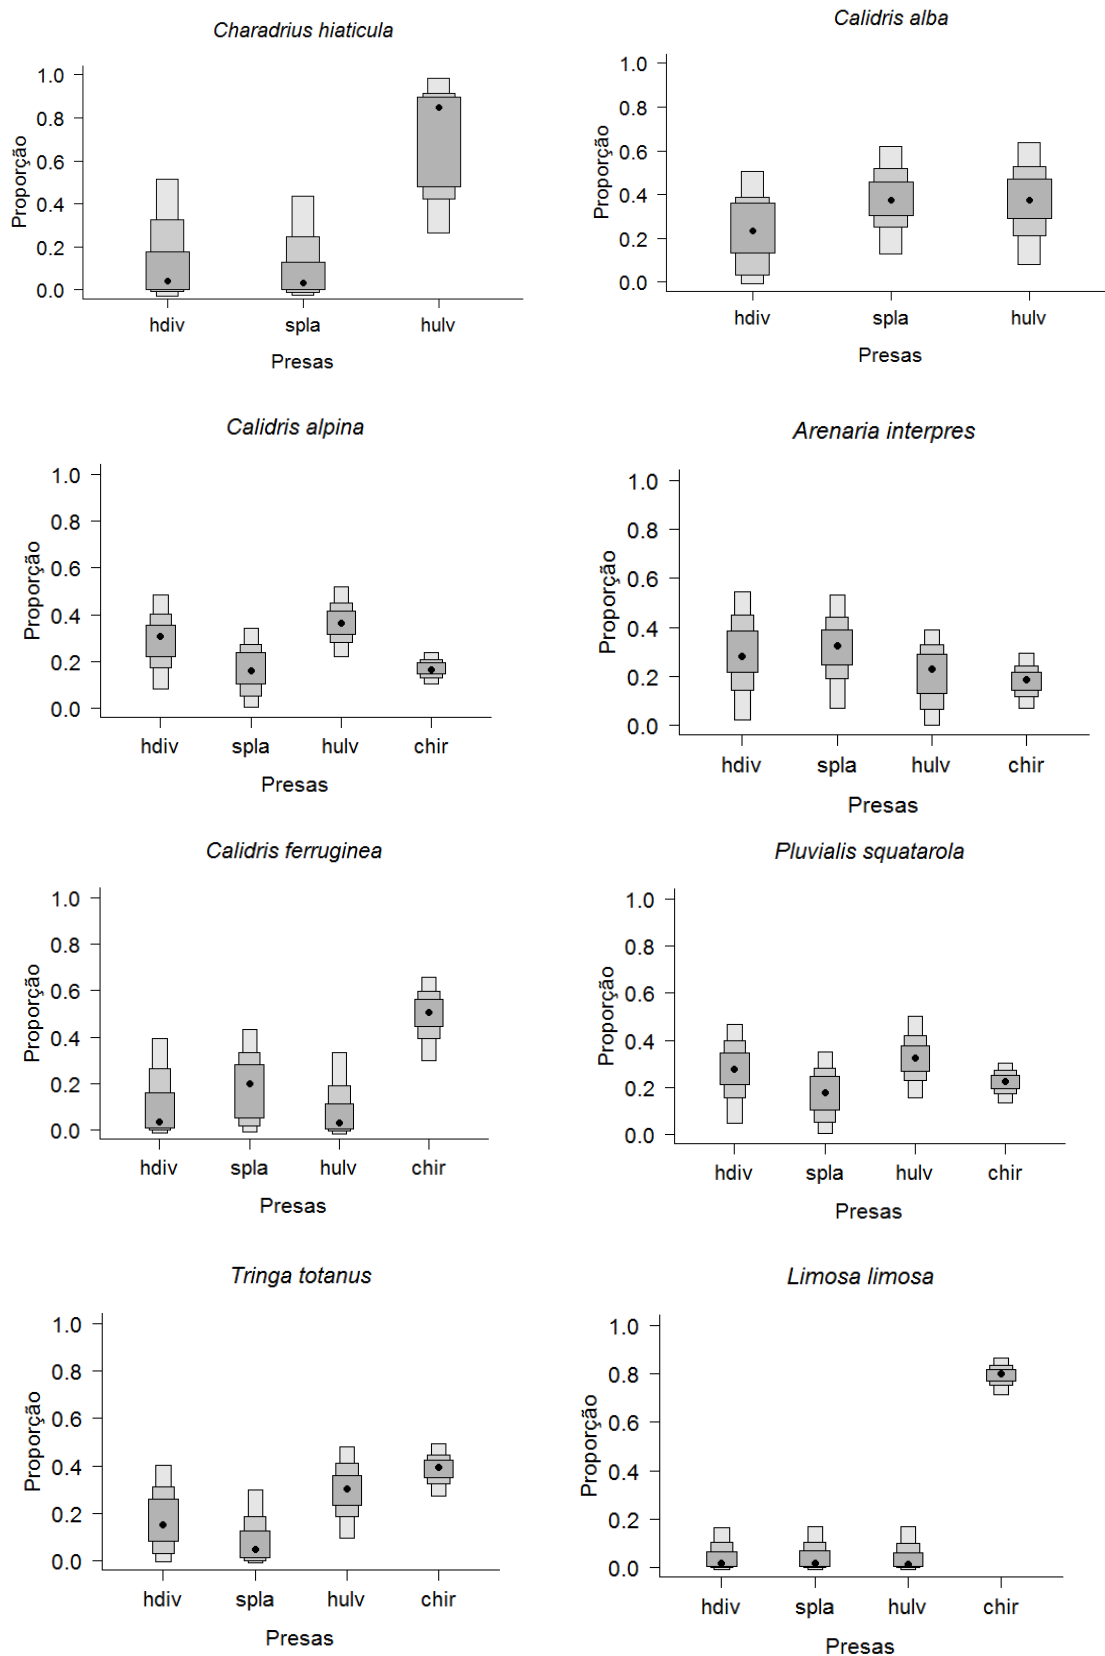 Charadrius hiaticula
1.0
0.8
0.6
0.4
0.2
0.0
Proporção
hdiv spla hulv
Presas
Calidris alba
1.0
0.8
0.6
0.4
0.2
0.0
Proporção
hdiv spla hulv
Presas
Calidris alpina
1.0
0.8
0.6
0.4
0.2
0.0
Proporção
hdiv spla hulv chir
Presas
Arenaria interpres
1.0
0.8
0.6
0.4
0.2
0.0
Proporção
hdiv spla hulv chir
Presas
Calidris ferruginea
1.0
0.8
0.6
0.4
0.2
0.0
Proporção
hdiv spla hulv chir
Presas
Pluvialis squatarola
1.0
0.8
0.6
0.4
0.2
0.0
Proporção
hdiv spla hulv chir
Presas
Tringa totanus
1.0
0.8
0.6
0.4
0.2
0.0
Proporção
hdiv spla hulv chir
Presas
Limosa limosa
1.0
0.8
0.6
0.4
0.2
0.0
Proporção
hdiv spla hulv chir
Presas